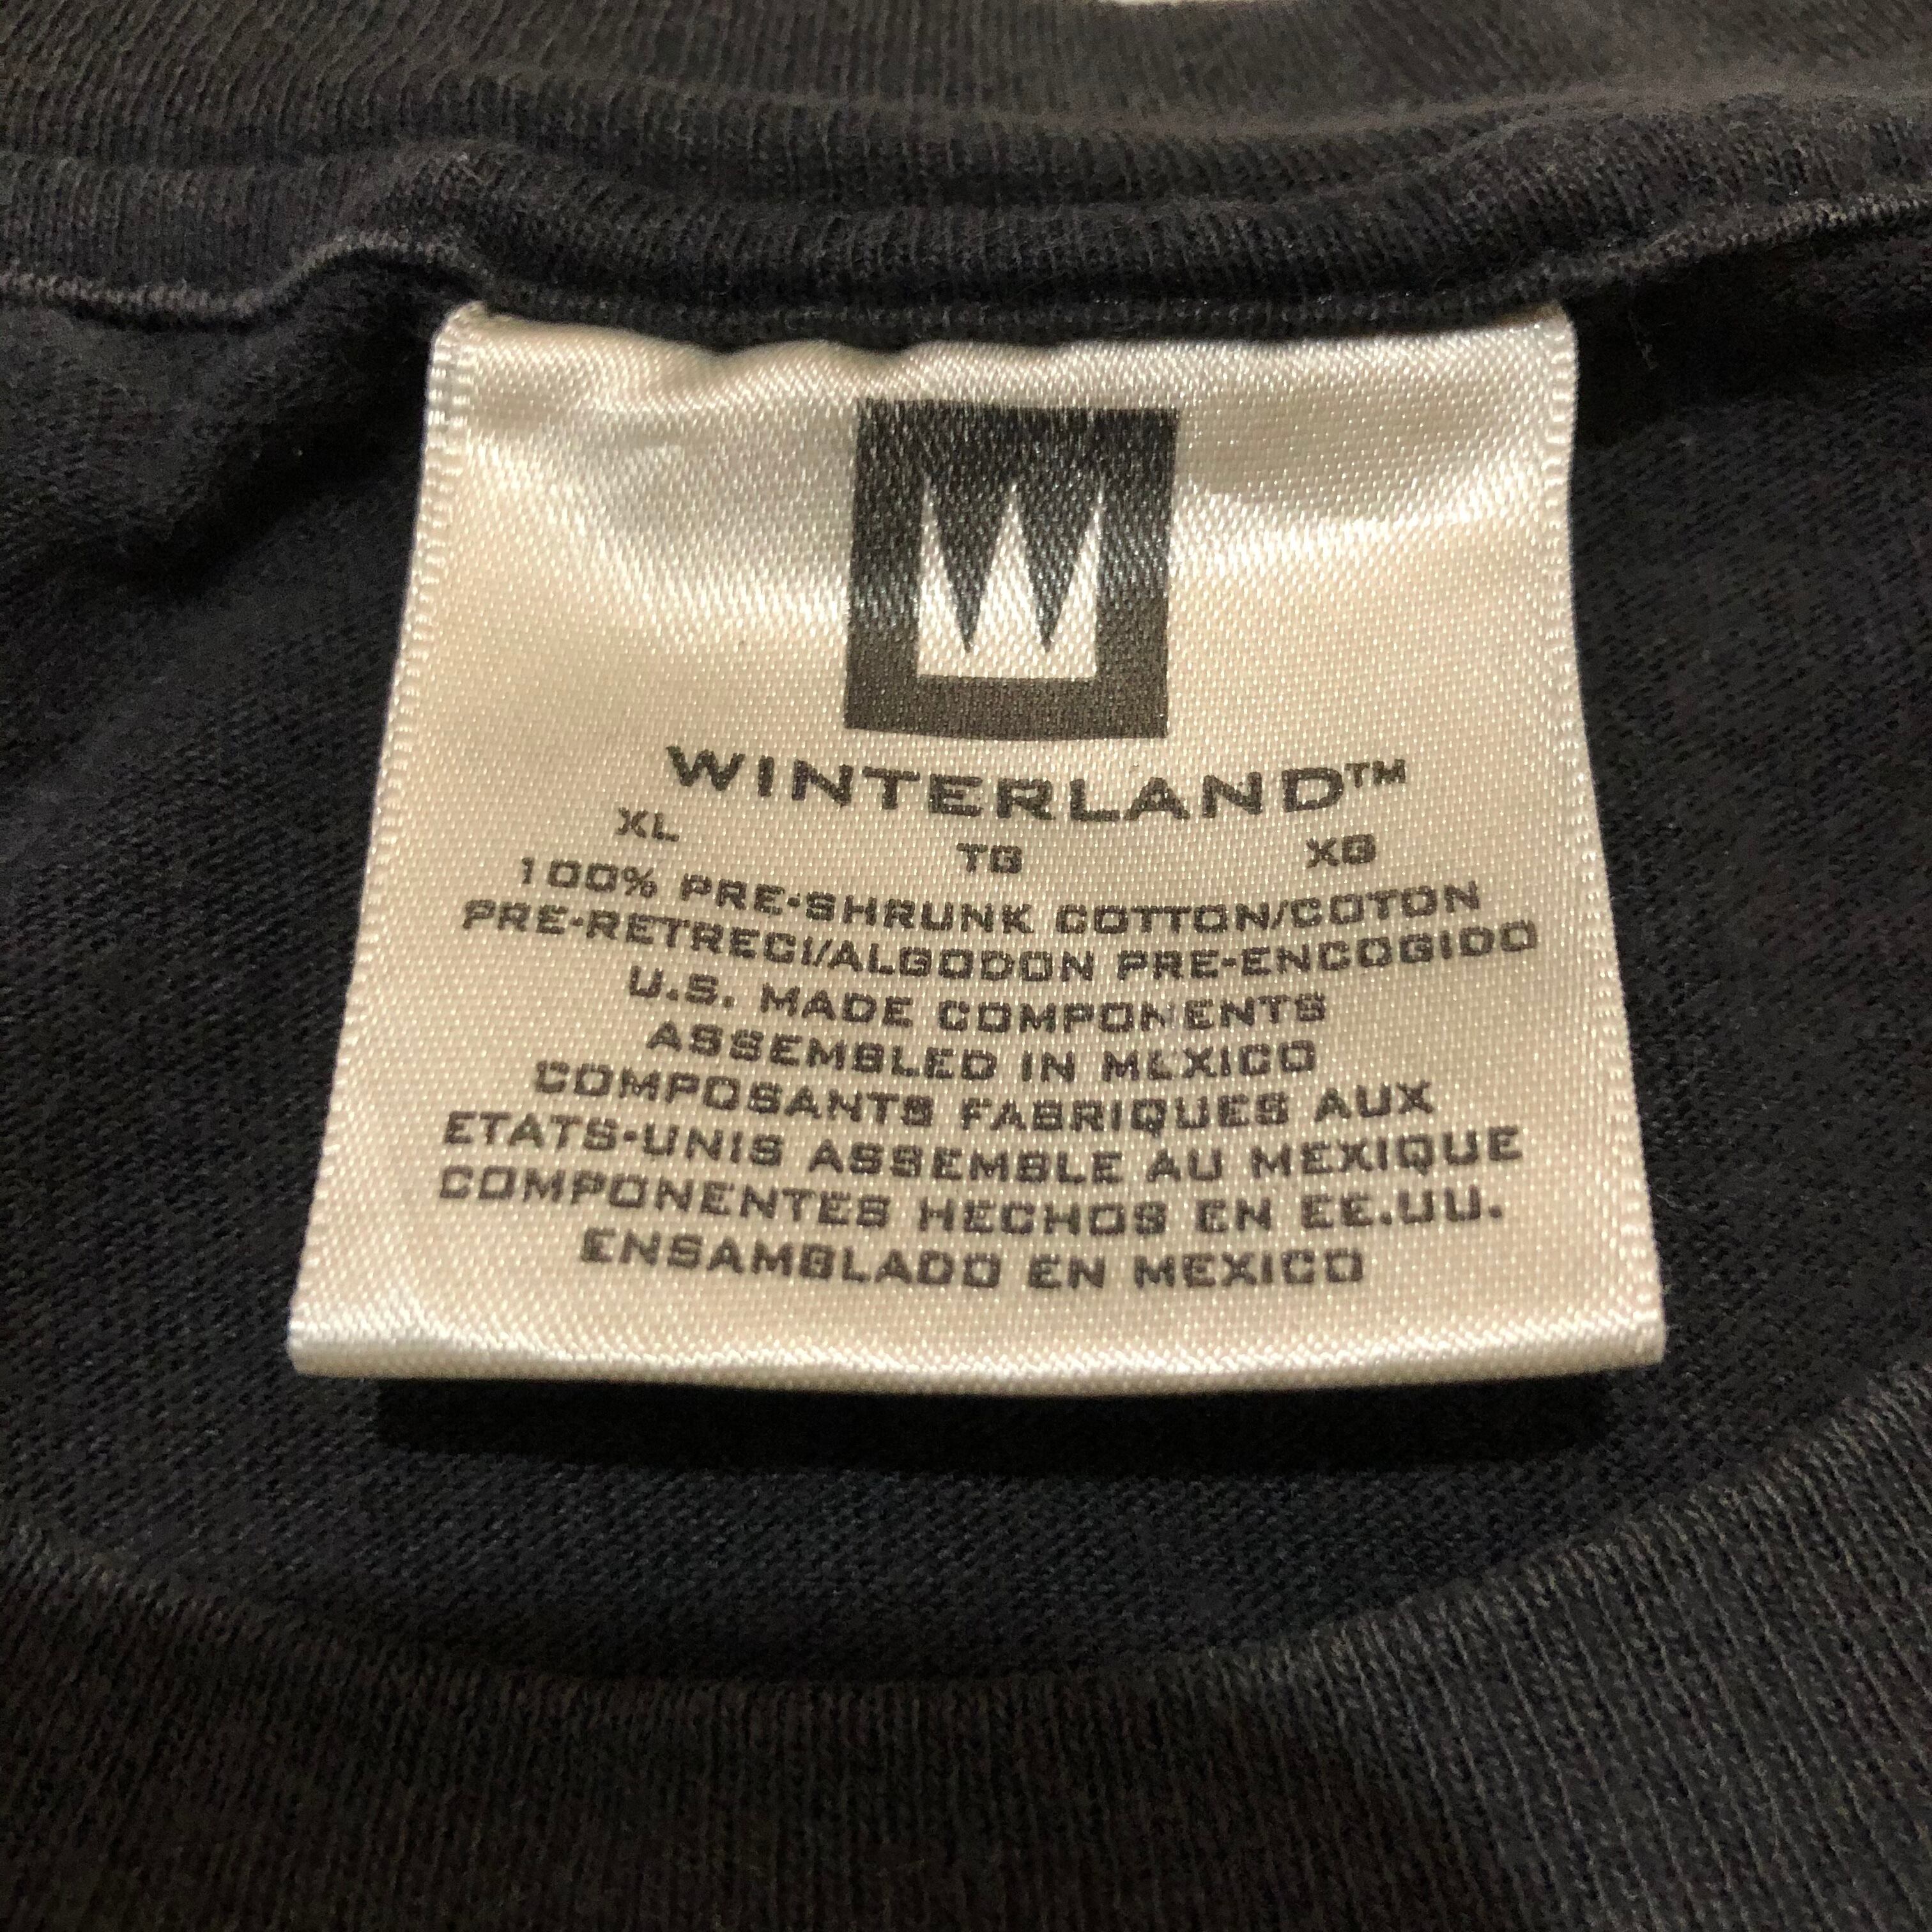 W
WINTERLAND™
XL TG XG
100% PRE-SHRUNK COTTON/COTON
PRE-RETRECI/ALGODON PRE-ENCOGIDO
U.S. MADE COMPONENTS
ASSEMBLED IN MEXICO
COMPOSANTS FABRIQUES AUX
ETATS-UNIS ASSEMBLE AU MEXIQUE
COMPONENTES HECHOS EN EE.UU.
ENSAMBLADO EN MEXICO